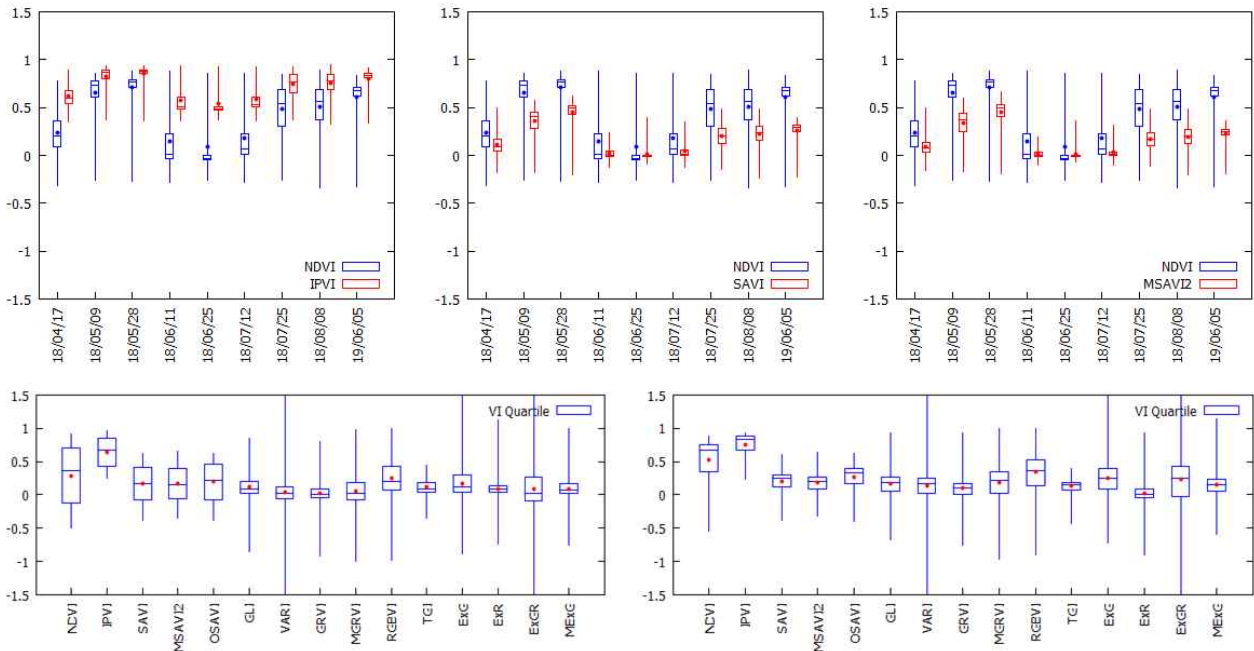 1.5
1
0.5
0
-0.5
-1
-1.5
NDVI
IPVI
18/04/17
18/05/09
18/05/28
18/06/11
18/06/25
18/07/12
18/07/25
18/08/08
19/06/05
1.5
1
0.5
0
-0.5
-1
-1.5
NDVI
SAVI
18/04/17
18/05/09
18/05/28
18/06/11
18/06/25
18/07/12
18/07/25
18/08/08
19/06/05
1.5
1
0.5
0
-0.5
-1
-1.5
NDVI
MSAVI2
18/04/17
18/05/09
18/05/28
18/06/11
18/06/25
18/07/12
18/07/25
18/08/08
19/06/05
1.5
1
0.5
0
-0.5
-1
-1.5
VI Quartile
NDVI
IPVI
SAVI
MSAVI2
OSAVI
GLI
VARI
GRVI
MGRVI
RGBVI
TGI
ExG
ExR
ExGR
MExG
1.5
1
0.5
0
-0.5
-1
-1.5
VI Quartile
NDVI
IPVI
SAVI
MSAVI2
OSAVI
GLI
VARI
GRVI
MGRVI
RGBVI
TGI
ExG
ExR
ExGR
MExG